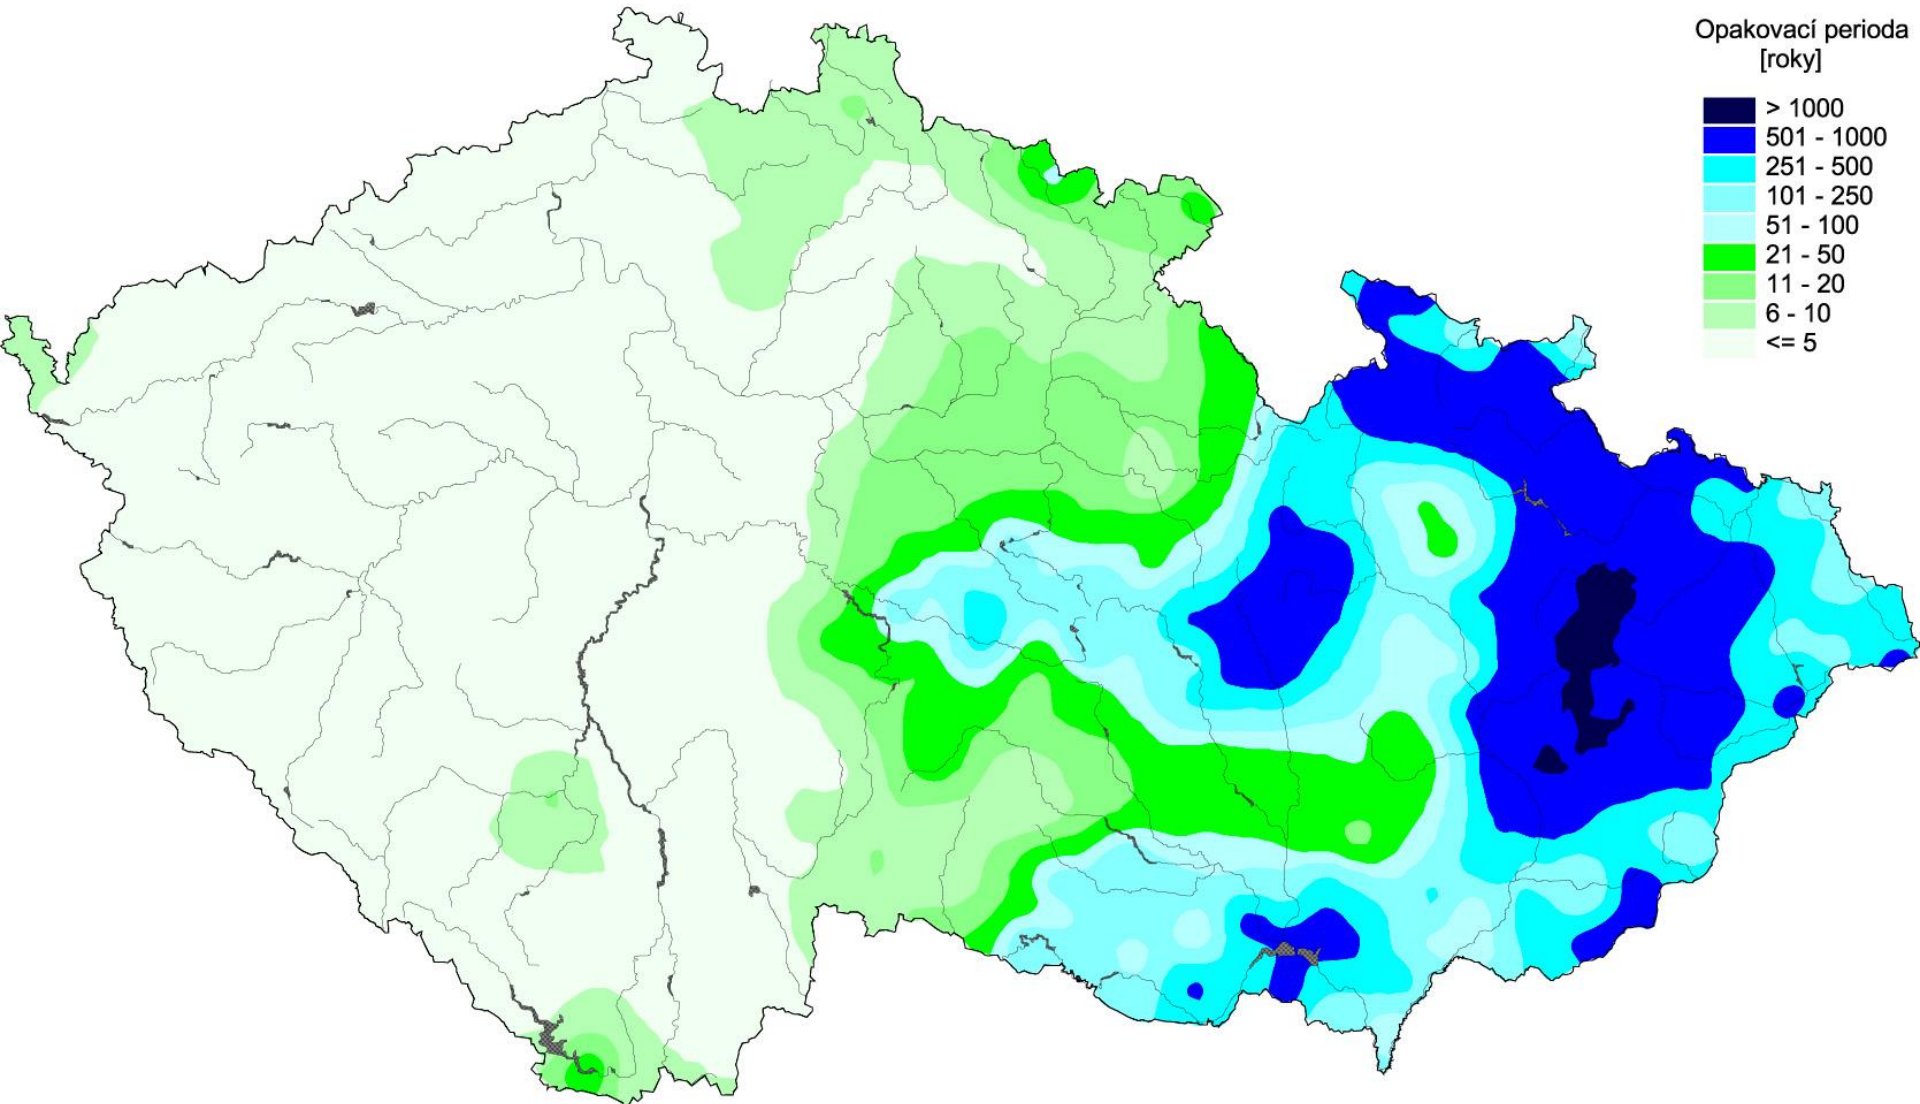 Opakovací perioda
[roky]
> 1000
501 - 1000
251 - 500
101 - 250
51 - 100
21 - 50
11 - 20
6 - 10
<= 5